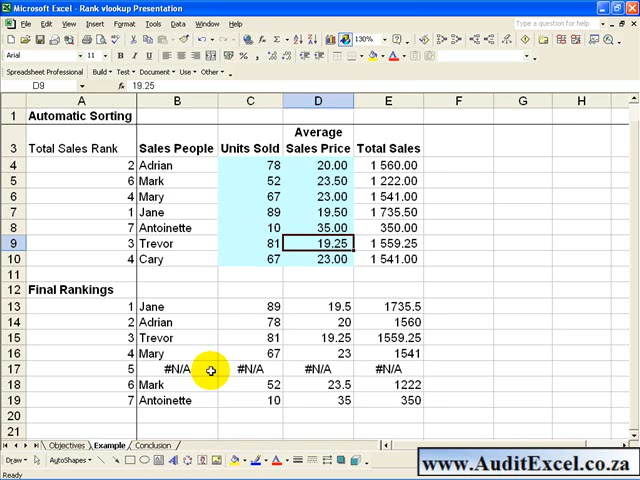 Microsoft Excel - Rank vlookup Presentation
File Edit View Insert Format Tools Data Window Help
Type a question for help
130%
Arial 11
Spreadsheet Professional Build Test Document Use Other
D9 19.25
A B C D E F G H
1 Automatic Sorting
3 Total Sales Rank Sales People Units Sold Average Sales Price Total Sales
4 2 Adrian 78 20.00 1 560.00
5 6 Mark 52 23.50 1 222.00
6 4 Mary 67 23.00 1 541.00
7 1 Jane 89 19.50 1 735.50
8 7 Antoinette 10 35.00 350.00
9 3 Trevor 81 19.25 1 559.25
10 4 Cary 67 23.00 1 541.00
11
12 Final Rankings
13 1 Jane 89 19.5 1735.5
14 2 Adrian 78 20 1560
15 3 Trevor 81 19.25 1559.25
16 4 Mary 67 23 1541
17 5 #N/A #N/A #N/A #N/A
18 6 Mark 52 23.5 1222
19 7 Antoinette 10 35 350
20
21
Objectives Example Conclusion
Draw AutoShapes
www.AuditExcel.co.za